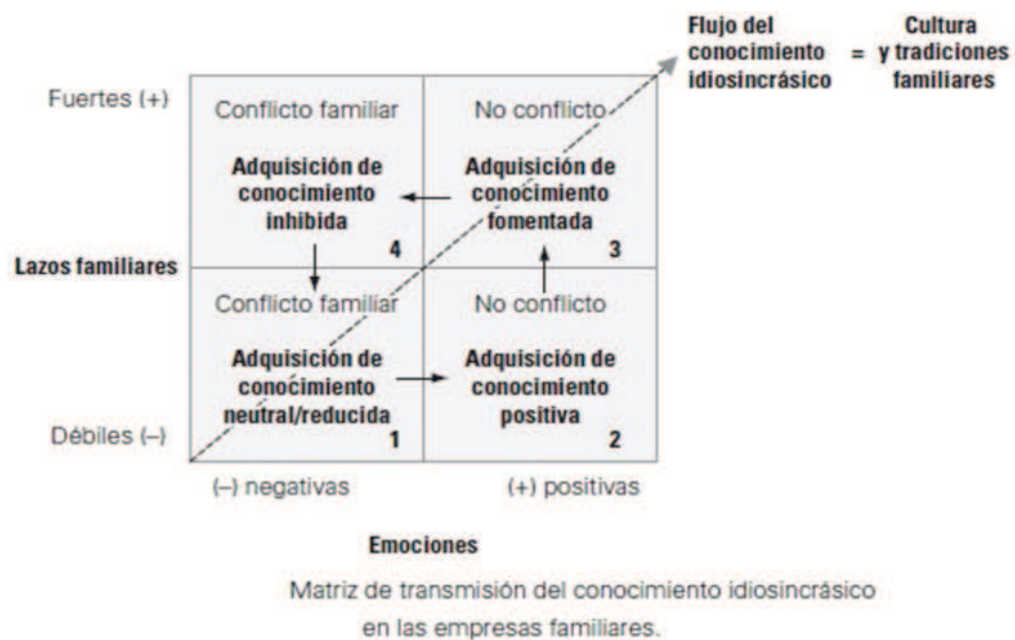 Flujo del
conocimiento
idiosincrásico
=
Cultura
y tradiciones
familiares
Fuertes (+)
Conflicto familiar
Adquisición de
conocimiento
inhibida
4
No conflicto
Adquisición de
conocimiento
fomentada
3
Lazos familiares
Conflicto familiar
Adquisición de
conocimiento
neutral/reducida
1
No conflicto
Adquisición de
conocimiento
positiva
2
Débiles (–)
(–) negativas
(+) positivas
Emociones
Matriz de transmisión del conocimiento idiosincrásico
en las empresas familiares.